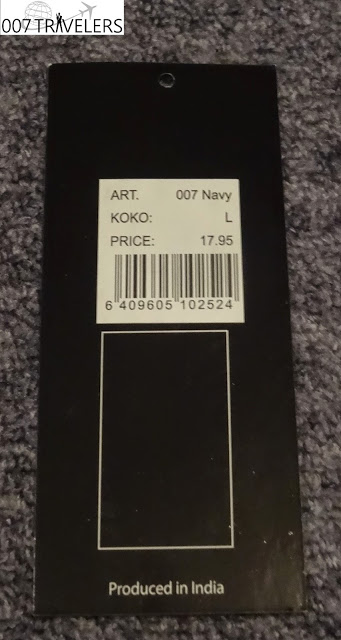 007 TRAVELERS
ART. 007 Navy
KOKO: L
PRICE: 17.95
6 409605 102524
Produced in India